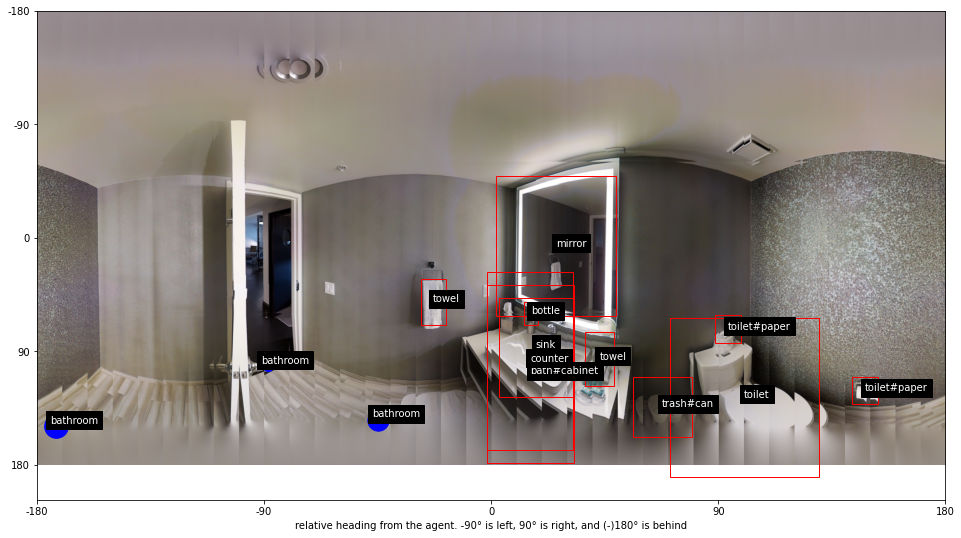 -180
-90
0
90
180
mirror
towel
bottle
toilet#paper
sink
counter
towel
bathroom
bath#cabinet
toilet#paper
toilet
trash#can
bathroom
bathroom
-180
-90
0
90
180
relative heading from the agent. -90° is left, 90° is right, and (-)180° is behind